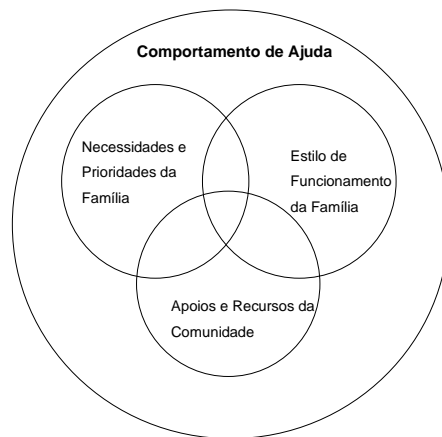 Comportamento de Ajuda
Necessidades e
Prioridades da
Família
Estilo de
Funcionamento
da Família
Apoios e Recursos da
Comunidade